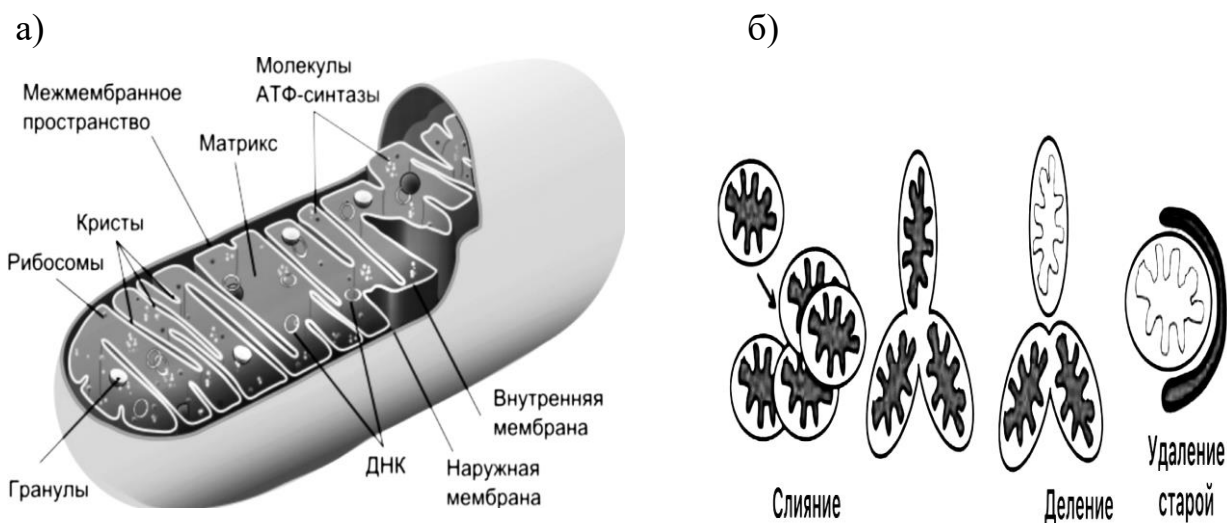 а)
Молекулы
АТФ-синтазы
Межмембранное
пространство
Матрикс
Кристы
Рибосомы
Внутренняя
мембрана
ДНК
Наружная
мембрана
Гранулы
б)
Слияние
Деление
Удаление
старой